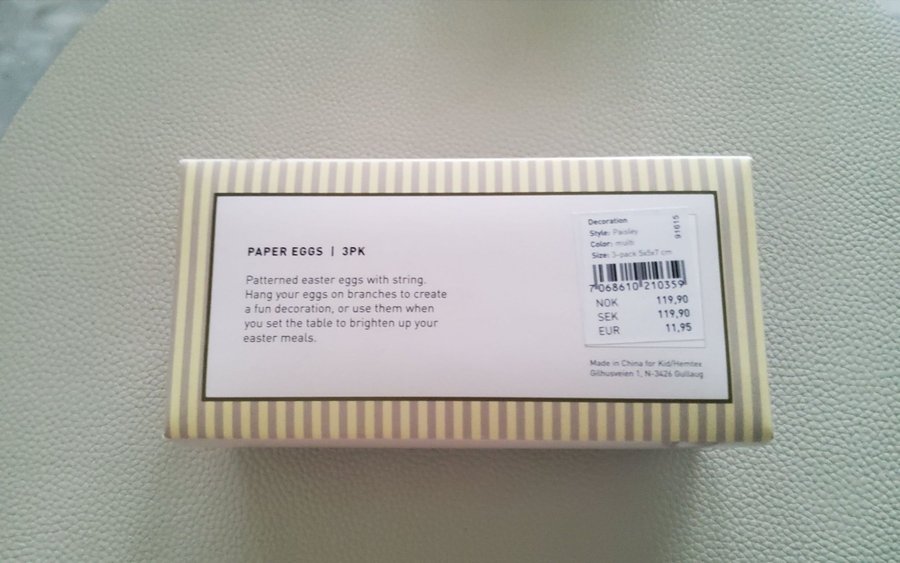 PAPER EGGS | 3PK
Patterned easter eggs with string.
Hang your eggs on branches to create
a fun decoration, or use them when
you set the table to brighten up your
easter meals.
Decoration
Style: Paisley
Color: multi
Size: 3-pack 5x5x7 cm
91615
7068610210359
NOK 119,90
SEK 119,90
EUR 11,95
Made in China for Kid/Hemtex
Gilhusveien 1, N-3426 Gullaug